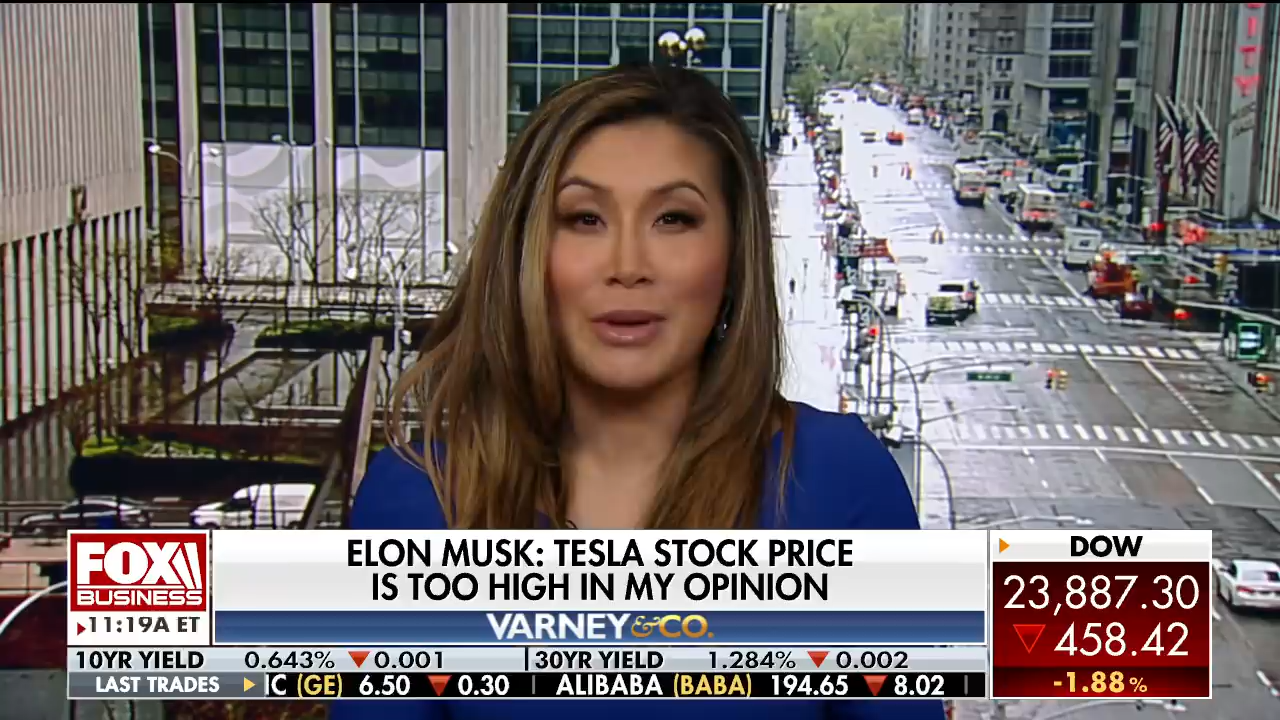 CITY
ELON MUSK: TESLA STOCK PRICE
IS TOO HIGH IN MY OPINION
FOX
BUSINESS
11:19A ET
VARNEY & CO.
DOW
23,887.30
458.42
-1.88%
10YR YIELD 0.643% 0.001 30YR YIELD 1.284% 0.002
LAST TRADES IC (GE) 6.50 0.30 ALIBABA (BABA) 194.65 8.02